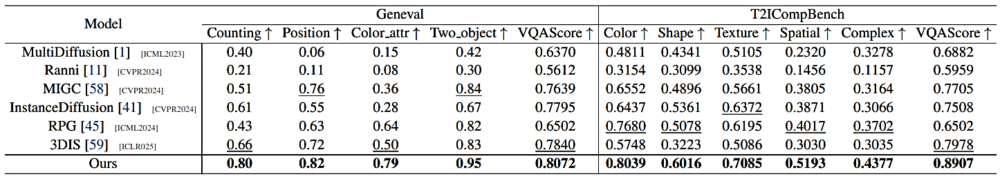 Model Geneval T2ICompBench
Counting ↑ Position ↑ Color_attr ↑ Two_object ↑ VQAScore ↑ Color ↑ Shape ↑ Texture ↑ Spatial ↑ Complex ↑ VQAScore ↑
MultiDiffusion [1] [ICML2023] 0.40 0.06 0.15 0.42 0.6370 0.4811 0.4341 0.5105 0.2320 0.3278 0.6882
Ranni [11] [CVPR2024] 0.21 0.11 0.08 0.30 0.5612 0.3154 0.3099 0.3538 0.1456 0.1157 0.5959
MIGC [58] [CVPR2024] 0.51 0.76 0.36 0.84 0.7639 0.6552 0.4896 0.5661 0.3805 0.3164 0.7705
InstanceDiffusion [41] [CVPR2024] 0.61 0.55 0.28 0.67 0.7795 0.6437 0.5361 0.6372 0.3871 0.3066 0.7508
RPG [45] [ICML2024] 0.43 0.63 0.64 0.82 0.6502 0.7680 0.5078 0.6195 0.4017 0.3702 0.6502
3DIS [59] [ICLR025] 0.66 0.72 0.50 0.83 0.7840 0.5748 0.3223 0.5086 0.3030 0.3035 0.7978
Ours 0.80 0.82 0.79 0.95 0.8072 0.8039 0.6016 0.7085 0.5193 0.4377 0.8907